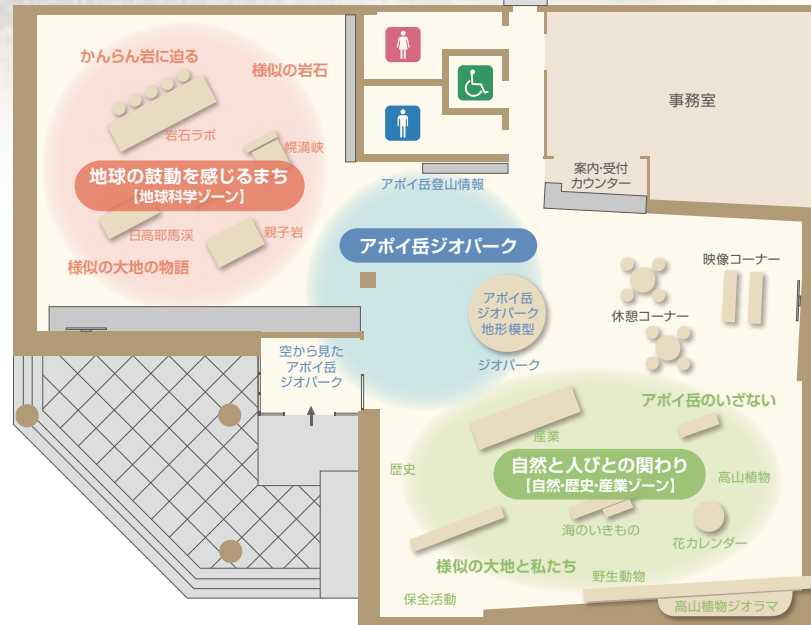 かんらん岩に迫る
様似の岩石
岩石ラボ
幌満峡
地球の鼓動を感じるまち
【地球科学ゾーン】
日高耶馬渓
親子岩
様似の大地の物語
事務室
案内・受付
カウンター
アポイ岳登山情報
アポイ岳ジオパーク
アポイ岳
ジオパーク
地形模型
ジオパーク
空から見た
アポイ岳
ジオパーク
映像コーナー
休憩コーナー
アポイ岳のいざない
産業
歴史
自然と人びとの関わり
【自然・歴史・産業ゾーン】
高山植物
海のいきもの
花カレンダー
様似の大地と私たち
野生動物
保全活動
高山植物ジオラマ